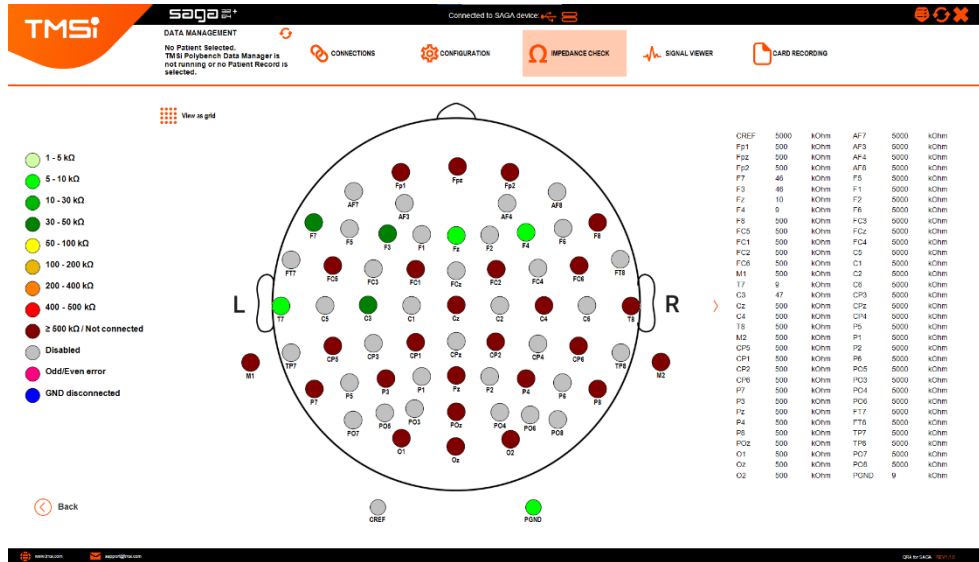 TMSi
saga 32+
64+
Connected to SAGA device:
DATA MANAGEMENT
No Patient Selected.
TMSi Polybench Data Manager is
not running or no Patient Record is
selected.
CONNECTIONS
CONFIGURATION
IMPEDANCE CHECK
SIGNAL VIEWER
CARD RECORDING
View as grid
1 - 5 kΩ
5 - 10 kΩ
10 - 30 kΩ
30 - 50 kΩ
50 - 100 kΩ
100 - 200 kΩ
200 - 400 kΩ
400 - 500 kΩ
≥ 500 kΩ / Not connected
Disabled
Odd/Even error
GND disconnected
Back
Fp1 Fpz Fp2
AF7 AF3 AF4 AF8
F7 F5 F3 F1 Fz F2 F4 F6 F8
FT7 FC5 FC3 FC1 FCz FC2 FC4 FC6 FT8
L T7 C5 C3 C1 Cz C2 C4 C6 T8 R
M1 TP7 CP5 CP3 CP1 CPz CP2 CP4 CP6 TP8 M2
P7 P5 P3 P1 Pz P2 P4 P6 P8
PO7 PO5 PO3 POz PO4 PO6 PO8
O1 Oz O2
CREF PGND
CREF 5000 kOhm AF7 5000 kOhm
Fp1 500 kOhm AF3 5000 kOhm
Fpz 500 kOhm AF4 5000 kOhm
Fp2 500 kOhm AF8 5000 kOhm
F7 46 kOhm F5 5000 kOhm
F3 46 kOhm F1 5000 kOhm
Fz 10 kOhm F2 5000 kOhm
F4 9 kOhm F6 5000 kOhm
F8 500 kOhm FC3 5000 kOhm
FC5 500 kOhm FCz 5000 kOhm
FC1 500 kOhm FC4 5000 kOhm
FC2 500 kOhm C5 5000 kOhm
FC6 500 kOhm C1 5000 kOhm
M1 500 kOhm C2 5000 kOhm
T7 9 kOhm C6 5000 kOhm
C3 47 kOhm CP3 5000 kOhm
Cz 500 kOhm CPz 5000 kOhm
C4 500 kOhm CP4 5000 kOhm
T8 500 kOhm P5 5000 kOhm
M2 500 kOhm P1 5000 kOhm
CP5 500 kOhm P2 5000 kOhm
CP1 500 kOhm P6 5000 kOhm
CP2 500 kOhm PO5 5000 kOhm
CP6 500 kOhm PO3 5000 kOhm
P7 500 kOhm PO4 5000 kOhm
P3 500 kOhm PO6 5000 kOhm
Pz 500 kOhm FT7 5000 kOhm
P4 500 kOhm FT8 5000 kOhm
P8 500 kOhm TP7 5000 kOhm
POz 500 kOhm TP8 5000 kOhm
O1 500 kOhm PO7 5000 kOhm
Oz 500 kOhm PO8 5000 kOhm
O2 500 kOhm PGND 9 kOhm
www.tmsi.com
support@tmsi.com